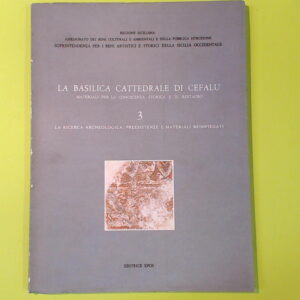 REGIONE SICILIANA
ASSESSORATO DEI BENI CULTURALI E AMBIENTALI E DELLA PUBBLICA ISTRUZIONE
SOPRINTENDENZA PER I BENI ARTISTICI E STORICI DELLA SICILIA OCCIDENTALE
LA BASILICA CATTEDRALE DI CEFALU
MATERIALI PER LA CONOSCENZA STORICA E IL RESTAURO
3
LA RICERCA ARCHEOLOGICA: PREESISTENZE E MATERIALI REIMPIEGATI
EDITRICE EPOS